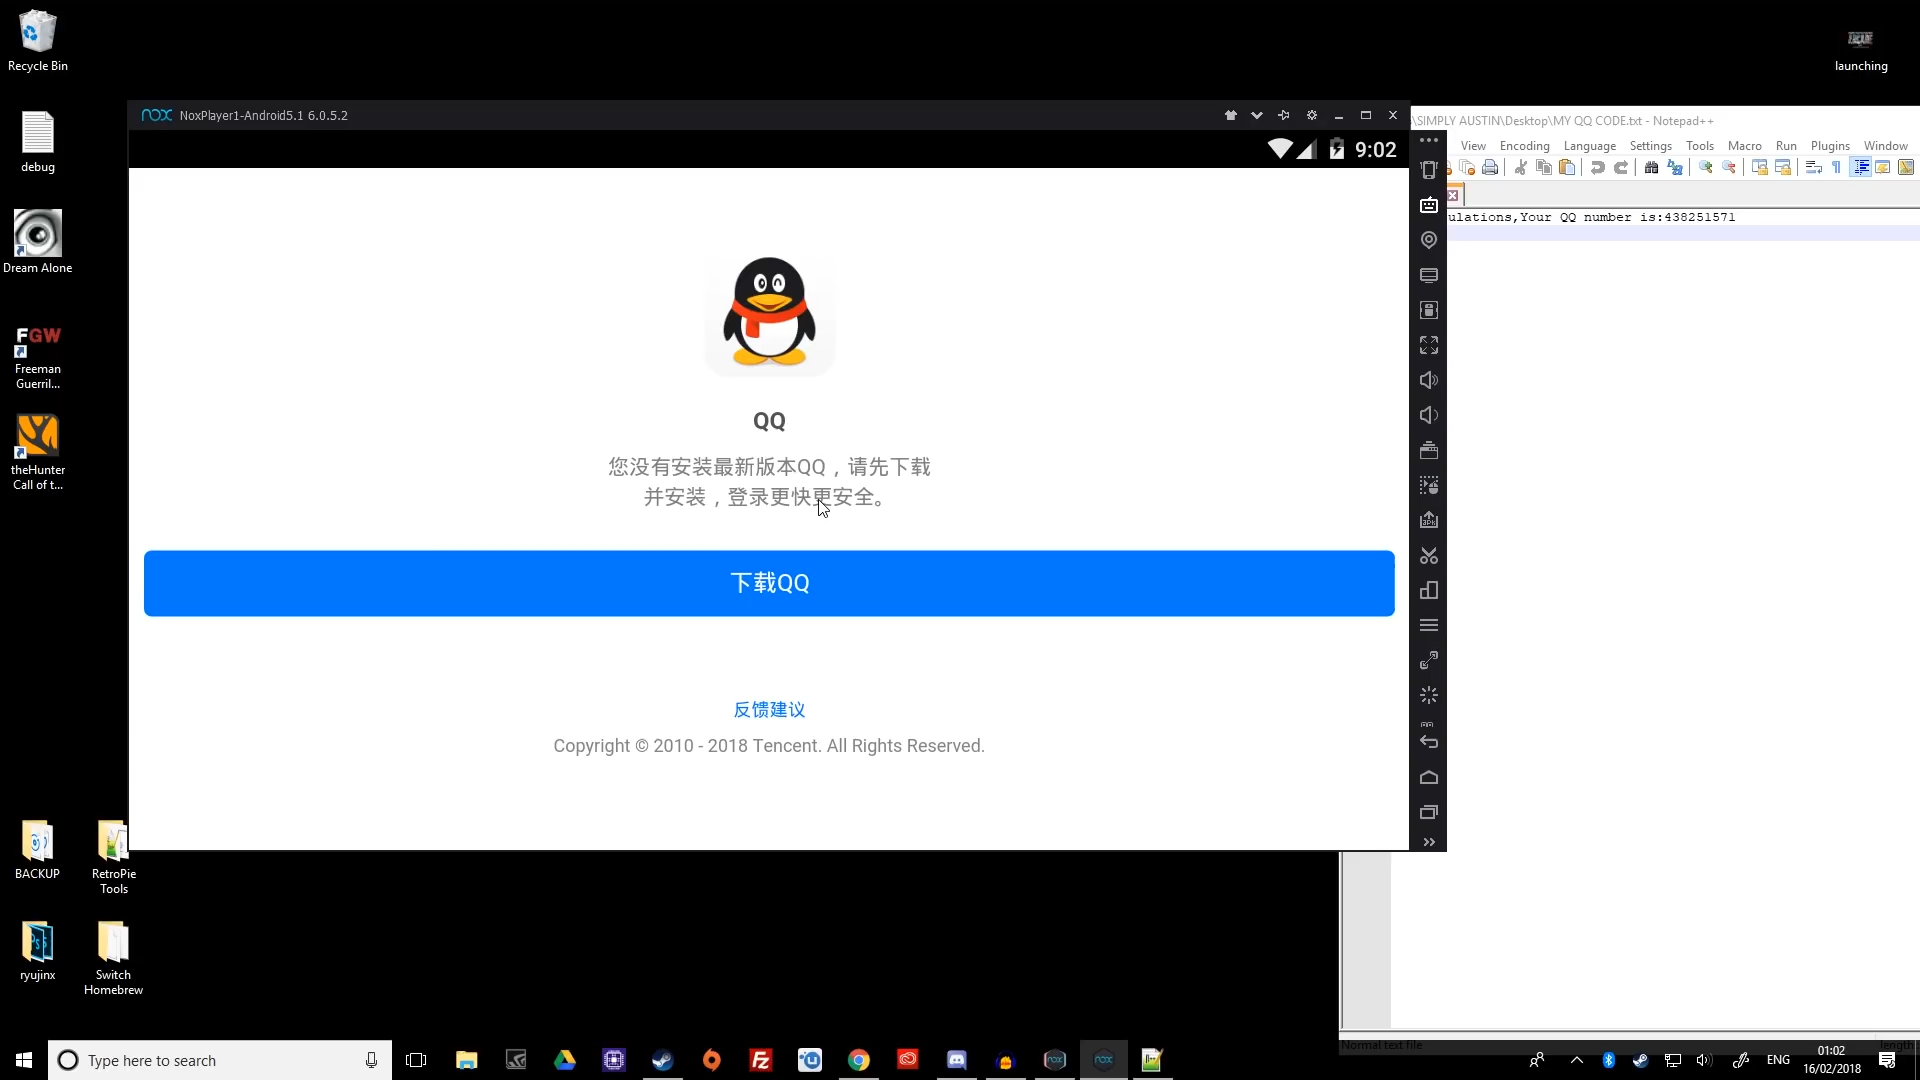 Recycle Bin
launching
nox NoxPlayer1-Android5.1 6.0.5.2
\SIMPLY AUSTIN\Desktop\MY QQ CODE.txt - Notepad++
9:02
View Encoding Language Settings Tools Macro Run Plugins Window
debug
ulations,Your QQ number is:438251571
Dream Alone
FGW
Freeman
Guerril...
QQ
theHunter
Call of t...
您没有安装最新版本QQ，请先下载
并安装，登录更快更安全。
下载QQ
反馈建议
Copyright © 2010 - 2018 Tencent. All Rights Reserved.
BACKUP
RetroPie
Tools
ryujinx
Switch
Homebrew
Normal text file
length
Type here to search
ENG
01:02
16/02/2018